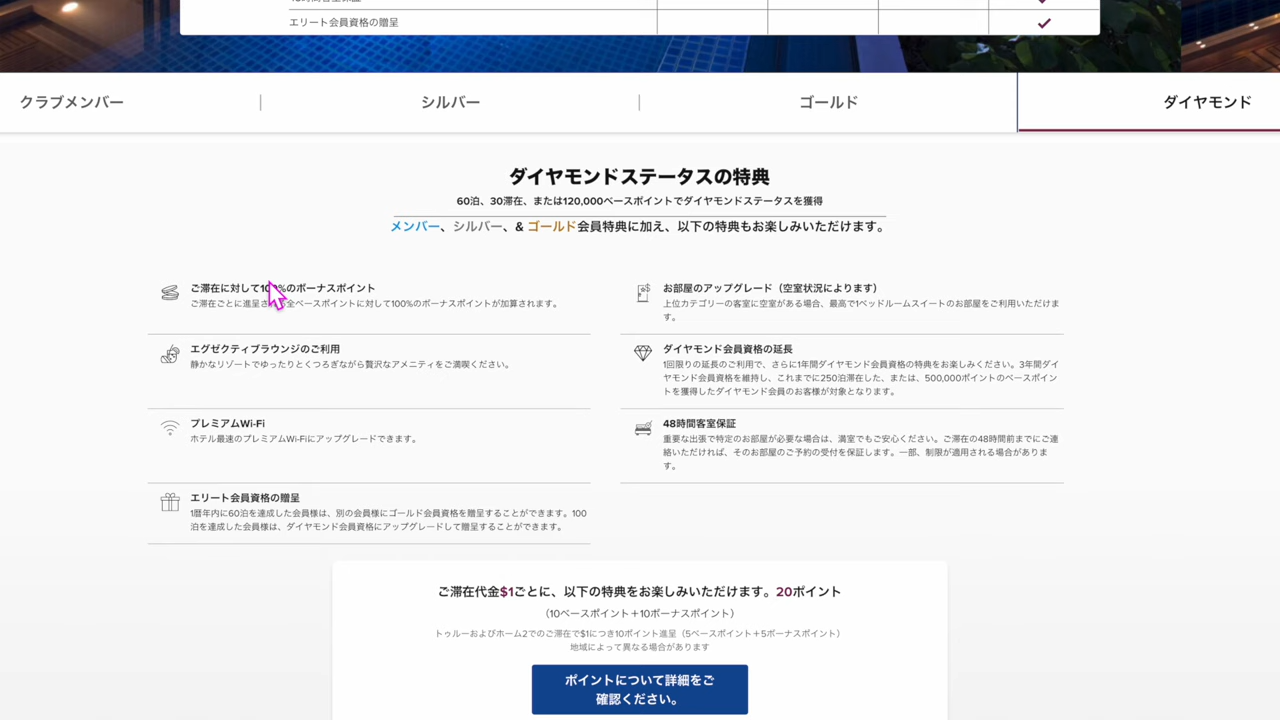 エリート会員資格の贈呈
クラブメンバー
シルバー
ゴールド
ダイヤモンド
ダイヤモンドステータスの特典
60泊、30滞在、または120,000ベースポイントでダイヤモンドステータスを獲得
メンバー、シルバー、& ゴールド会員特典に加え、以下の特典もお楽しみいただけます。
ご滞在に対して100%のボーナスポイント
ご滞在ごとに進呈さ 全ベースポイントに対して100%のボーナスポイントが加算されます。
お部屋のアップグレード（空室状況によります）
上位カテゴリーの客室に空室がある場合、最高で1ベッドルームスイートのお部屋をご利用いただけま
す。
エグゼクティブラウンジのご利用
静かなリゾートでゆったりとくつろぎながら贅沢なアメニティをご満喫ください。
ダイヤモンド会員資格の延長
1回限りの延長のご利用で、さらに1年間ダイヤモンド会員資格の特典をお楽しみください。3年間ダイ
ヤモンド会員資格を維持し、これまでに250泊滞在した、または、500,000ポイントのベースポイン
トを獲得したダイヤモンド会員のお客様が対象となります。
プレミアムWi-Fi
ホテル最速のプレミアムWi-Fiにアップグレードできます。
48時間客室保証
重要な出張で特定のお部屋が必要な場合は、満室でもご安心ください。ご滞在の48時間前までにご連
絡いただければ、そのお部屋のご予約の受付を保証します。一部、制限が適用される場合がありま
す。
エリート会員資格の贈呈
1暦年内に60泊を達成した会員様は、別の会員様にゴールド会員資格を贈呈することができます。100
泊を達成した会員様は、ダイヤモンド会員資格にアップグレードして贈呈することができます。
ご滞在代金$1ごとに、以下の特典をお楽しみいただけます。20ポイント
（10ベースポイント＋10ボーナスポイント）
トゥルーおよびホーム2でのご滞在で$1につき10ポイント進呈（5ベースポイント＋5ボーナスポイント）
地域によって異なる場合があります
ポイントについて詳細をご
確認ください。